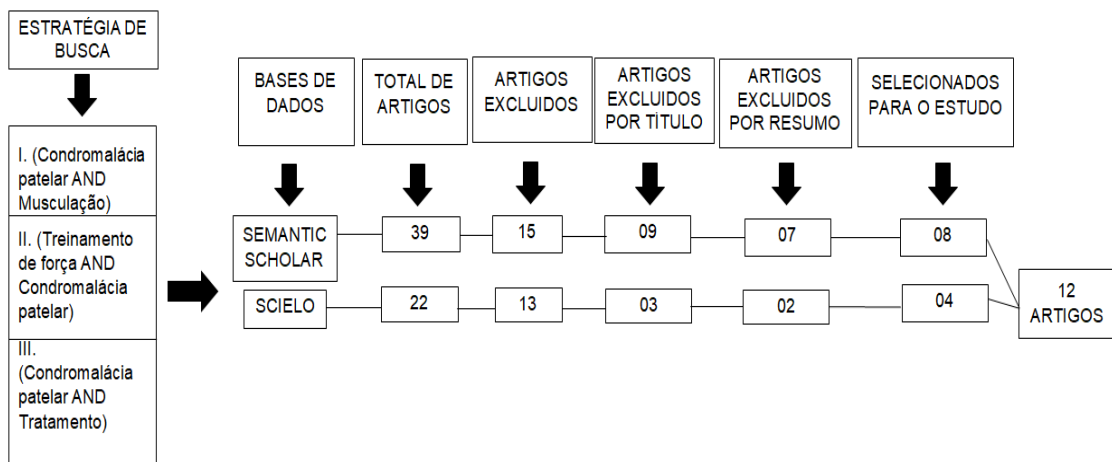 ESTRATÉGIA DE
BUSCA
I. (Condromalácia
patelar AND
Musculação)
II. (Treinamento
de força AND
Condromalácia
patelar)
III.
(Condromalácia
patelar AND
Tratamento)
BASES DE
DADOS
TOTAL DE
ARTIGOS
ARTIGOS
EXCLUIDOS
ARTIGOS
EXCLUIDOS
POR TÍTULO
ARTIGOS
EXCLUIDOS
POR RESUMO
SELECIONADOS
PARA O ESTUDO
SEMANTIC
SCHOLAR
39
15
09
07
08
SCIELO
22
13
03
02
04
12
ARTIGOS